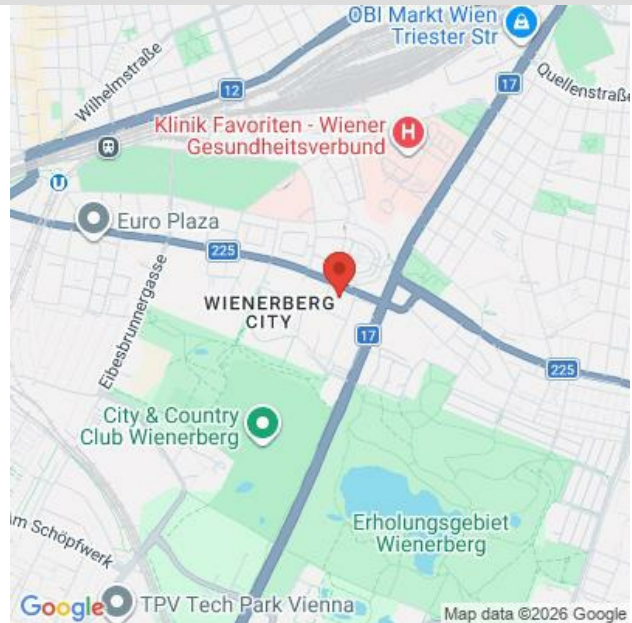 OBI Markt Wien
Triester Str
Wilhelmstraße
12
17
Quellenstraße
Klinik Favoriten - Wiener
Gesundheitsverbund
H
U
Euro Plaza
225
WIENERBERG
CITY
17
225
Eibesbrunnergasse
City & Country
Club Wienerberg
Erholungsgebiet
Wienerberg
Am Schöpfwerk
Google
TPV Tech Park Vienna
Map data ©2026 Google